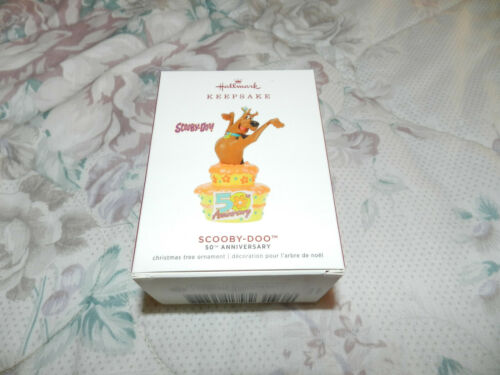 Hallmark
KEEPSAKE
SCOOBY-DOO
50th
Anniversary
SCOOBY-DOO™
50TH ANNIVERSARY
christmas tree ornament | décoration pour l'arbre de noël